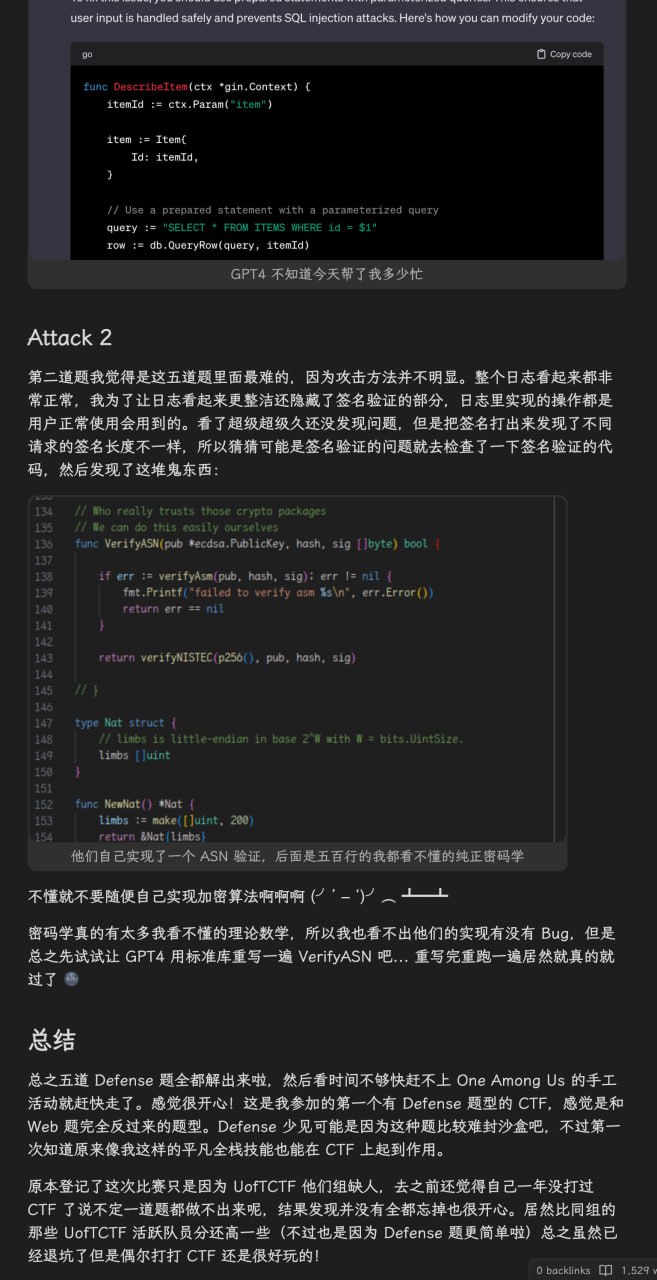 user input is handled safely and prevents SQL injection attacks. Here's how you can modify your code:
go
Copy code
func DescribeItem(ctx *gin.Context) {
itemId := ctx.Param("item")
item := Item{
Id: itemId,
}
// Use a prepared statement with a parameterized query
query := "SELECT * FROM ITEMS WHERE id = $1"
row := db.QueryRow(query, itemId)
GPT4 不知道今天帮了我多少忙
Attack 2
第二道题我觉得是这五道题里面最难的，因为攻击方法并不明显。整个日志看起来都非
常正常，我为了让日志看起来更整洁还隐藏了签名验证的部分，日志里实现的操作都是
用户正常使用会用到的。看了超级超级久还没发现问题，但是把签名打出来发现了不同
请求的签名长度不一样，所以猜猜可能是签名验证的问题就去检查了一下签名验证的代
码，然后发现了这堆鬼东西：
134 // Who really trusts those crypto packages
135 // We can do this easily ourselves
136 func VerifyASN(pub *ecdsa.PublicKey, hash, sig []byte) bool {
137
138 if err := verifyAsm(pub, hash, sig); err != nil {
139 fmt.Printf("failed to verify asm %s\n", err.Error())
140 return err == nil
141 }
142
143 return verifyNISTEC(p256(), pub, hash, sig)
144
145 // }
146
147 type Nat struct {
148 // limbs is little-endian in base 2^W with W = bits.UintSize.
149 limbs []uint
150 }
151
152 func NewNat() *Nat {
153 limbs := make([]uint, 200)
154 return &Nat{limbs}
他们自己实现了一个 ASN 验证，后面是五百行的我都看不懂的纯正密码学
不懂就不要随便自己实现加密算法啊啊啊 (╯' - ')╯︵ ┻━┻
密码学真的有太多我看不懂的理论数学，所以我也看不出他们的实现有没有 Bug，但是
总之先试试让 GPT4 用标准库重写一遍 VerifyASN 吧... 重写完重跑一遍居然就真的就
过了 🌚
总结
总之五道 Defense 题全都解出来啦，然后看时间不够快赶不上 One Among Us 的手工
活动就赶快走了。感觉很开心！这是我参加的第一个有 Defense 题型的 CTF，感觉是和
Web 题完全反过来的题型。Defense 少见可能是因为这种题比较难封沙盒吧，不过第一
次知道原来像我这样的平凡全栈技能也能在 CTF 上起到作用。
原本登记了这次比赛只是因为 UofTCTF 他们组缺人，去之前还觉得自己一年没打过
CTF 了说不定一道题都做不出来呢，结果发现并没有全都忘掉也很开心。居然比同组的
那些 UofTCTF 活跃队员分还高一些（不过也是因为 Defense 题更简单啦）总之虽然已
经退坑了但是偶尔打打 CTF 还是很好玩的！
0 backlinks 1,529